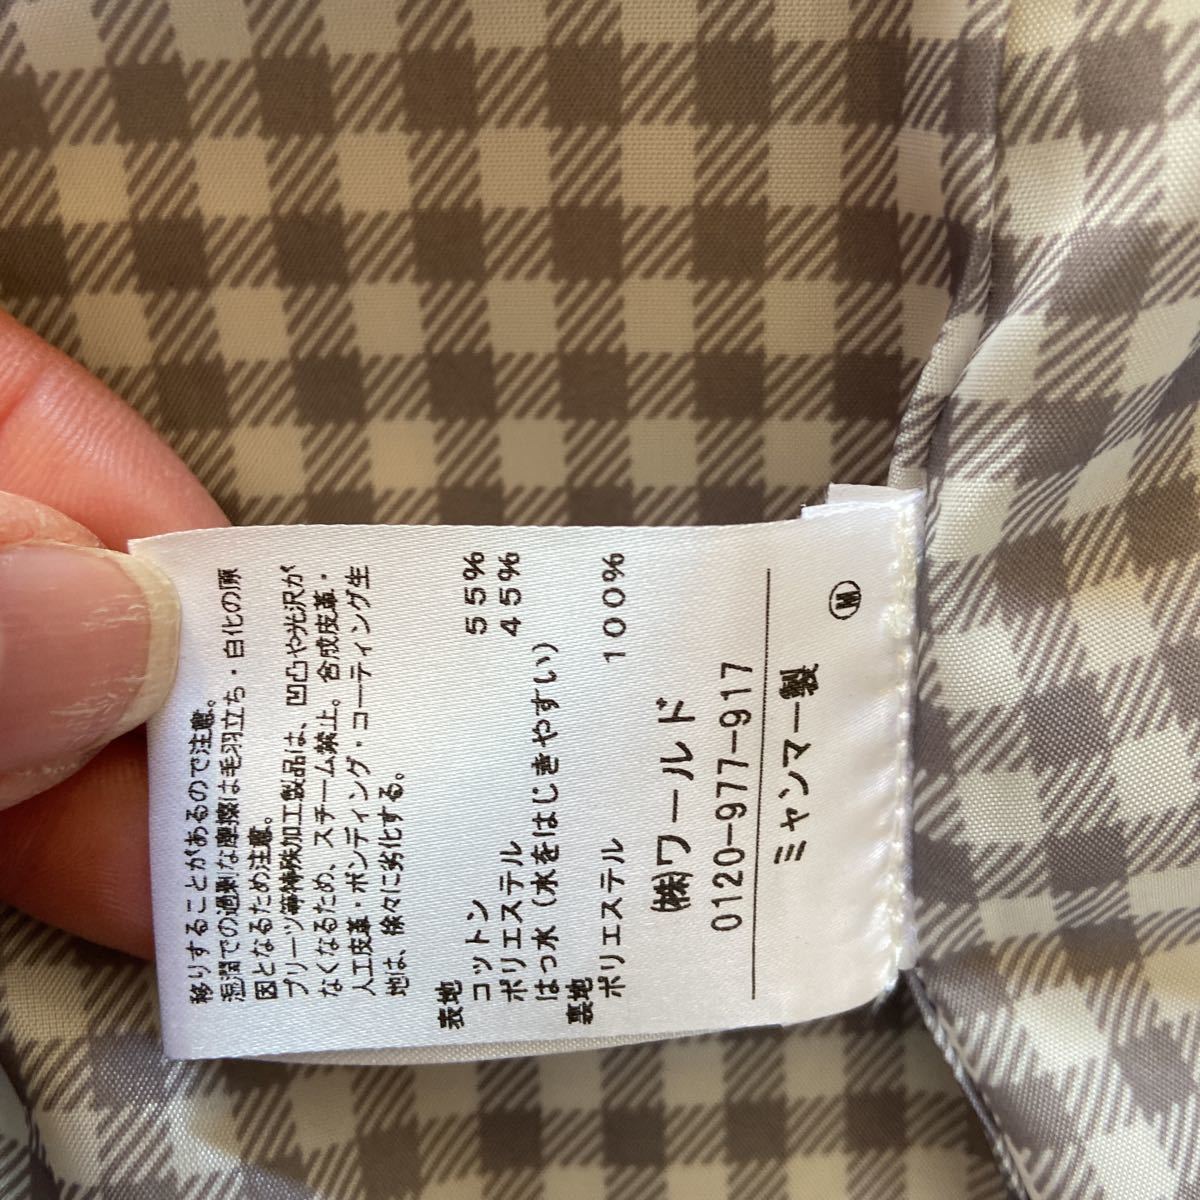 移りすることがあるので注意。
湿潤での過剰な摩擦は毛羽立ち・白化の原
因となるため注意。
プリーツ等特殊加工製品は、凹凸や光沢が
なくなるため、スチーム禁止。合成皮革・
人工皮革・ボンディング・コーティング生
地は、徐々に劣化する。
表地
コットン 55%
ポリエステル 45%
はっ水(水をはじきやすい)
裏地
ポリエステル 100%
(株)ワールド
0120-977-917
ミャンマー製
M